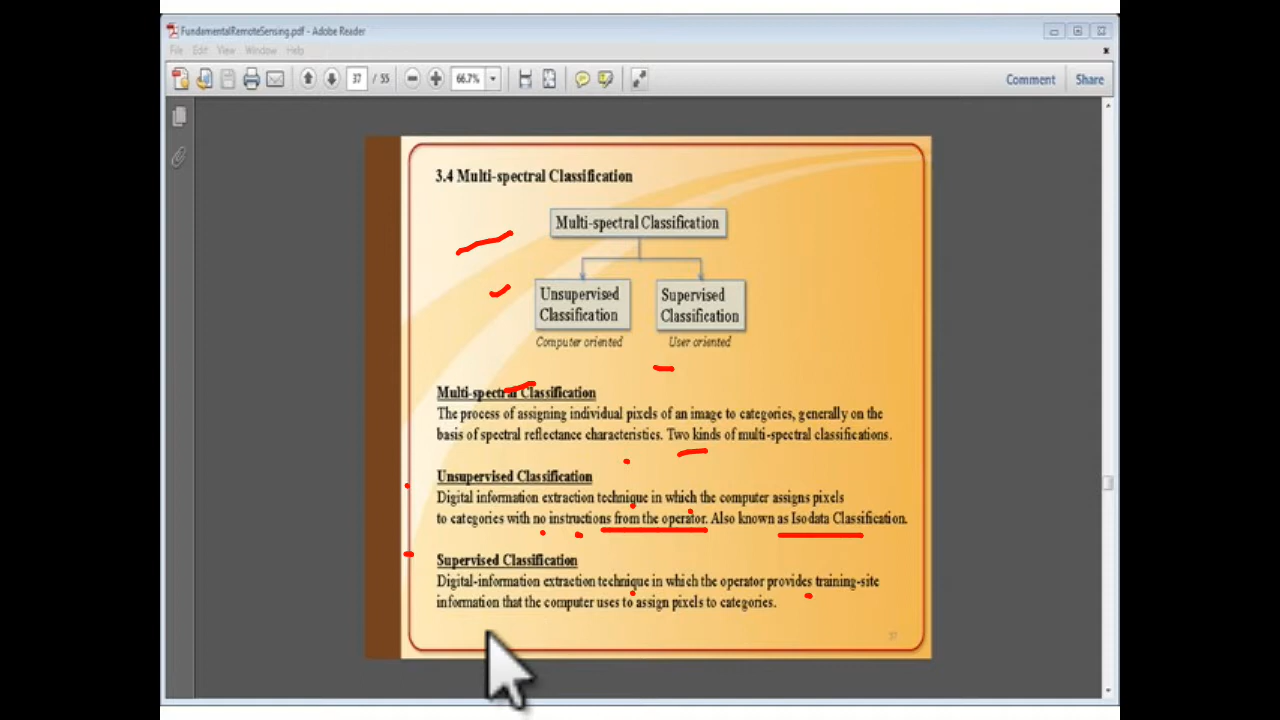 FundamentalRemoteSensing.pdf - Adobe Reader
File Edit View Window Help
37 / 55 66.7% Comment Share
3.4 Multi-spectral Classification
Multi-spectral Classification
Unsupervised Classification
Supervised Classification
Computer oriented
User oriented
Multi-spectral Classification
The process of assigning individual pixels of an image to categories, generally on the
basis of spectral reflectance characteristics. Two kinds of multi-spectral classifications.
Unsupervised Classification
Digital information extraction technique in which the computer assigns pixels
to categories with no instructions from the operator. Also known as Isodata Classification.
Supervised Classification
Digital-information extraction technique in which the operator provides training-site
information that the computer uses to assign pixels to categories.
37